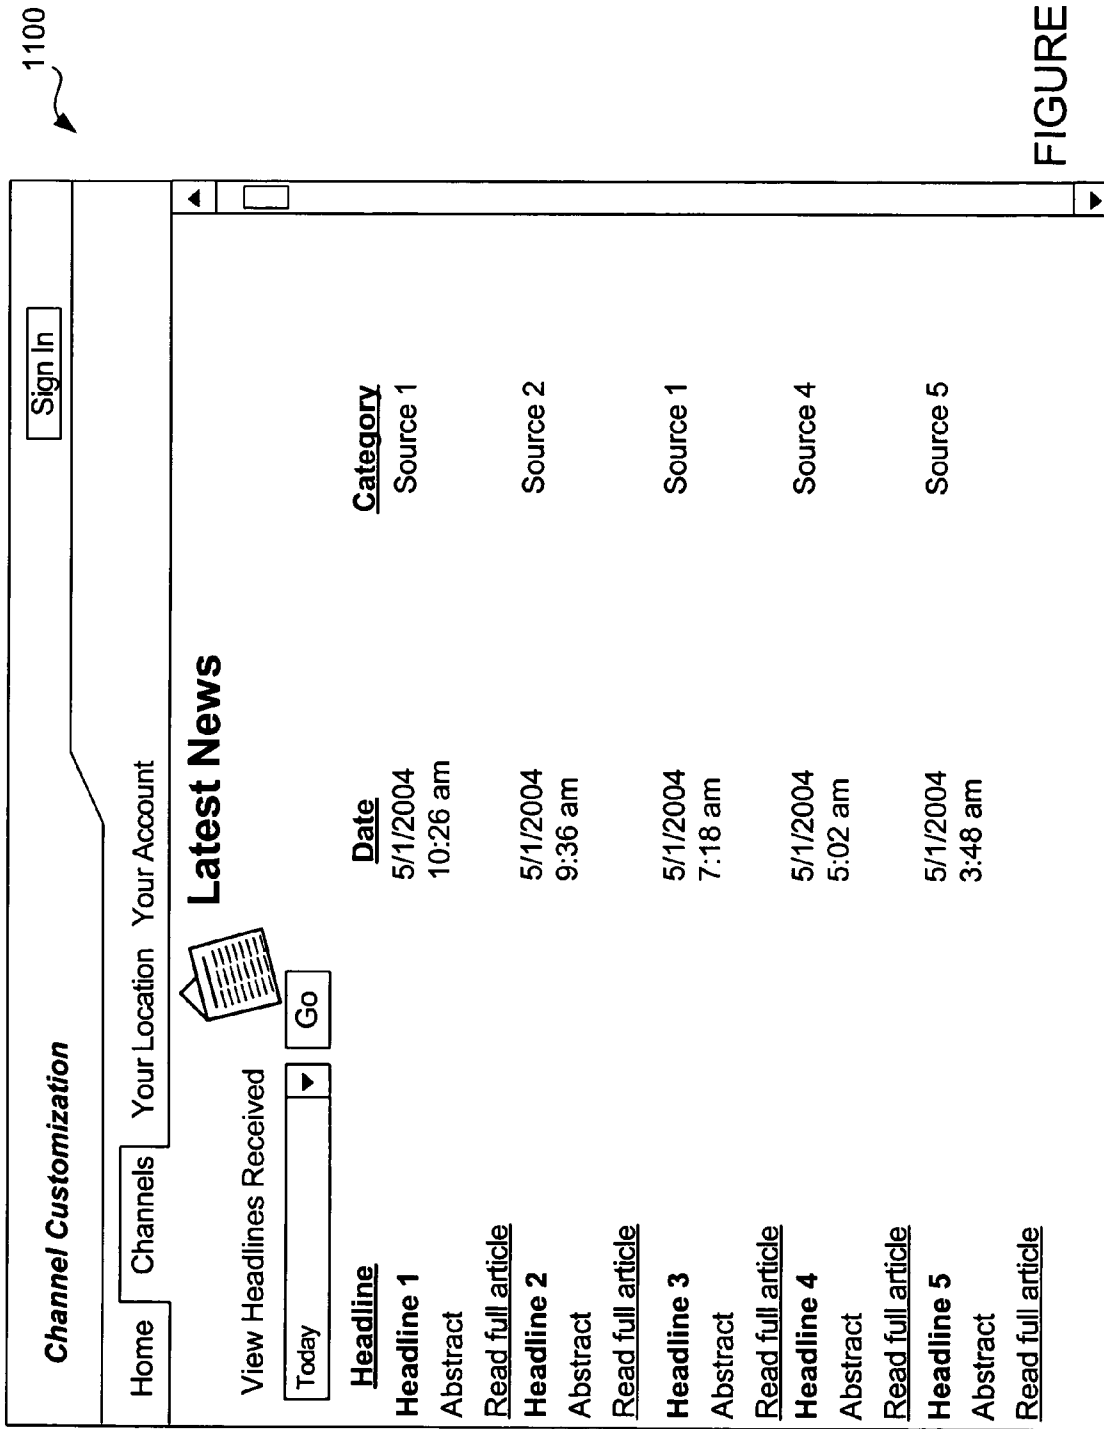 1100
Channel Customization
Sign In
Home Channels Your Location Your Account
Latest News
View Headlines Received
Today Go
Headline Date Category
Headline 1 5/1/2004 Source 1
Abstract 10:26 am
Read full article
Headline 2 5/1/2004 Source 2
Abstract 9:36 am
Read full article
Headline 3 5/1/2004 Source 1
Abstract 7:18 am
Read full article
Headline 4 5/1/2004 Source 4
Abstract 5:02 am
Read full article
Headline 5 5/1/2004 Source 5
Abstract 3:48 am
Read full article
FIGURE